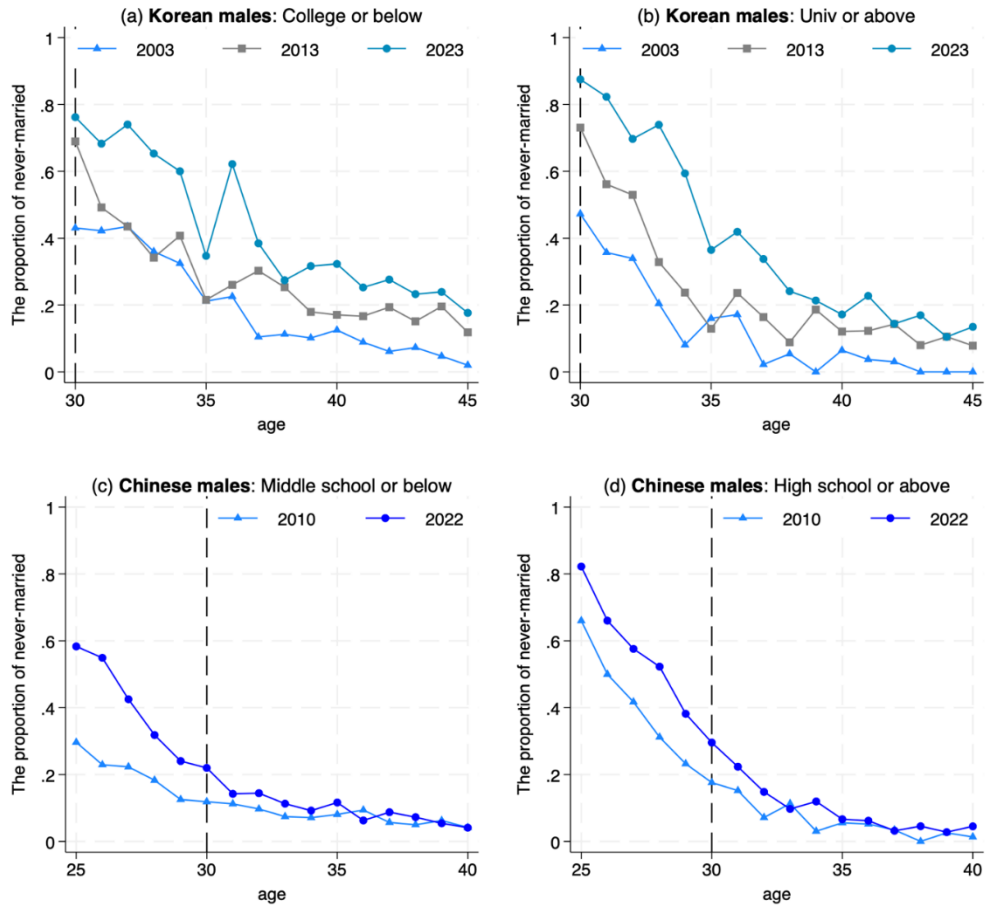 (a) Korean males: College or below
2003 2013 2023
The proportion of never-married
1
.8
.6
.4
.2
0
30 35 40 45
age
(b) Korean males: Univ or above
2003 2013 2023
The proportion of never-married
1
.8
.6
.4
.2
0
30 35 40 45
age
(c) Chinese males: Middle school or below
2010 2022
The proportion of never-married
1
.8
.6
.4
.2
0
25 30 35 40
age
(d) Chinese males: High school or above
2010 2022
The proportion of never-married
1
.8
.6
.4
.2
0
25 30 35 40
age